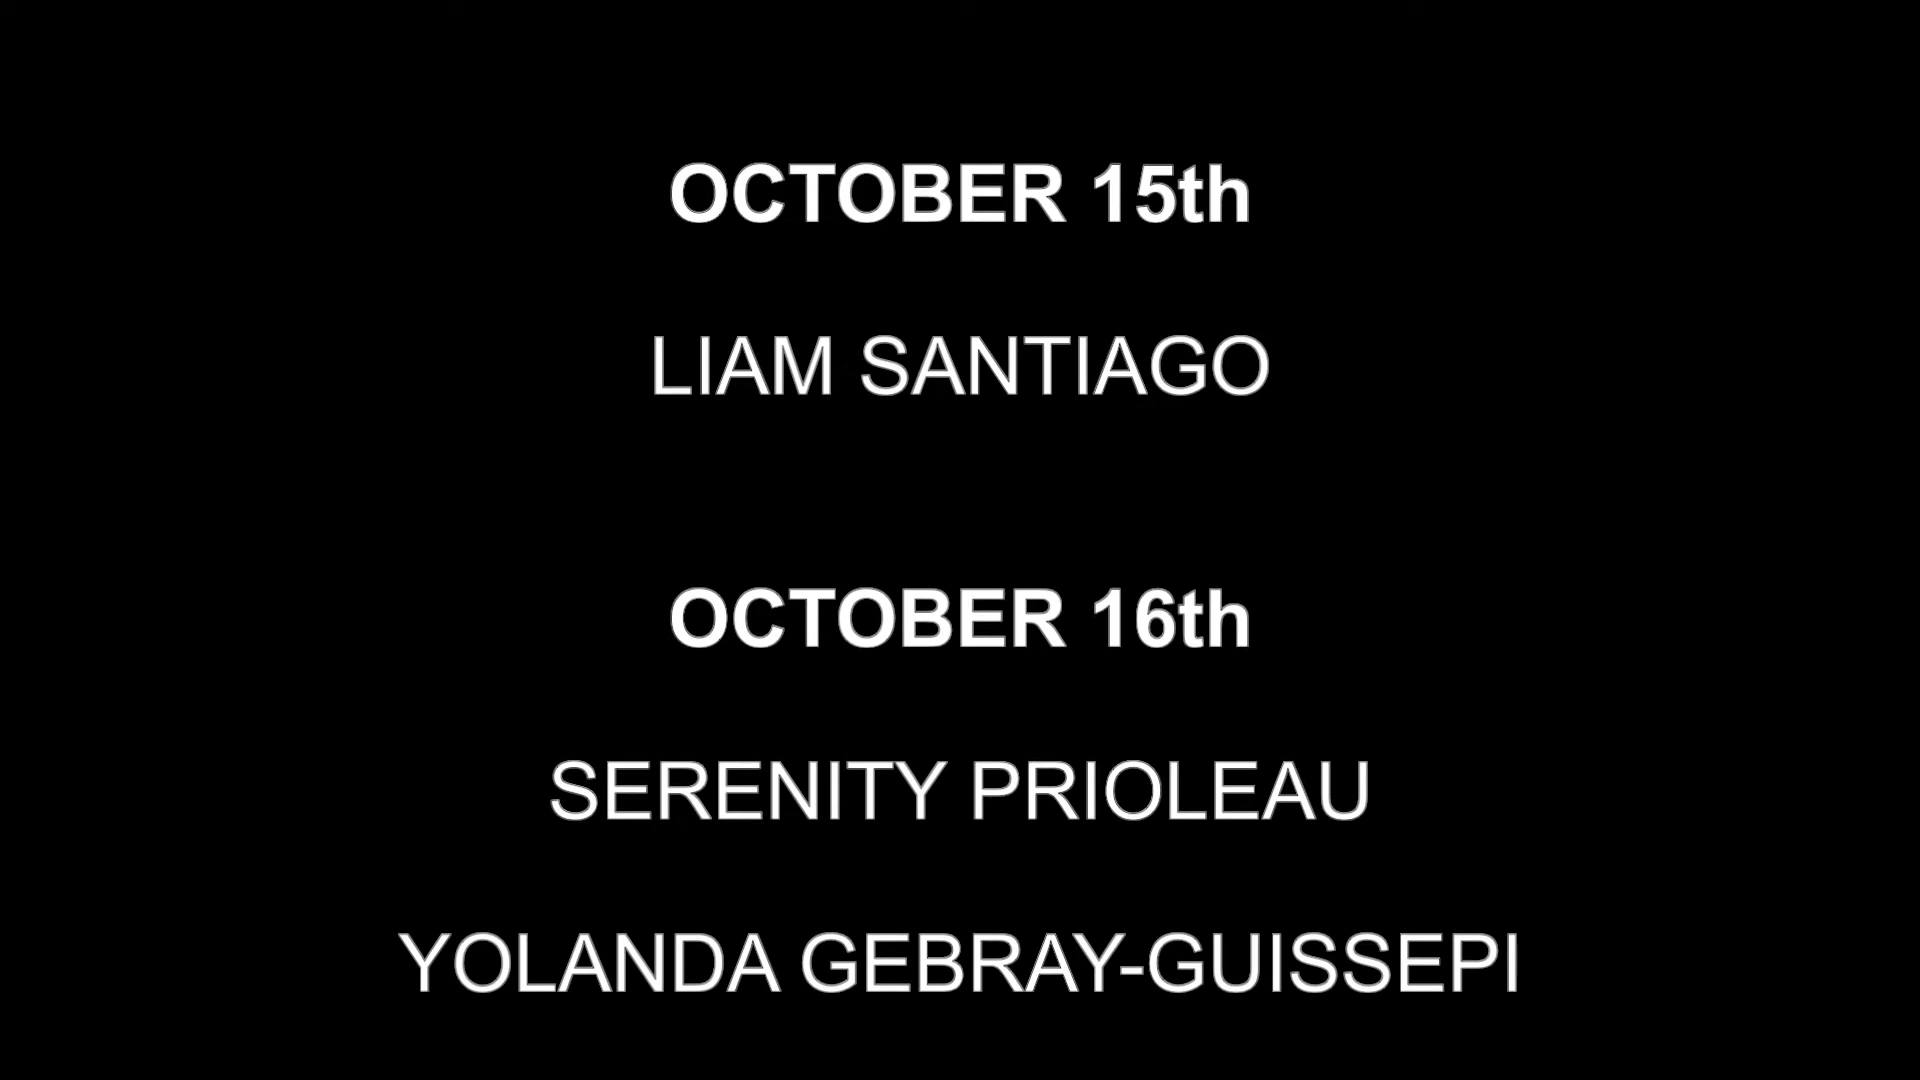 OCTOBER 15th
LIAM SANTIAGO
OCTOBER 16th
SERENITY PRIOLEAU
YOLANDA GEBRAY-GUISSEPI